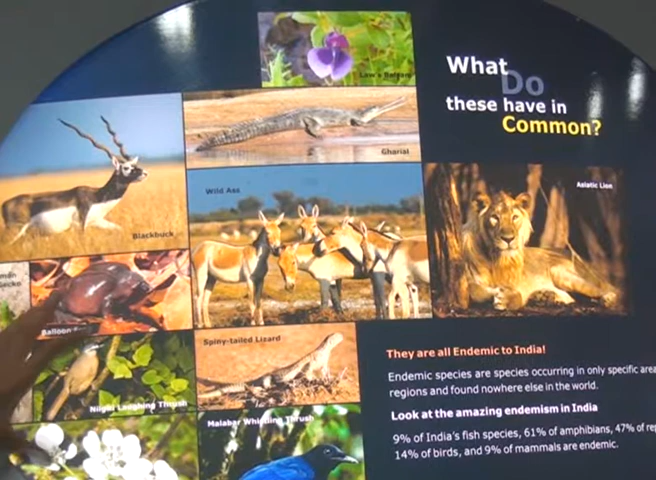 What
Do
these have in
Common?
Gharial
Wild Ass
Asiatic Lion
Blackbuck
Balloon
Spiny-tailed Lizard
Nilgiri Laughing Thrush
Malabar Whistling Thrush
They are all Endemic to India!
Endemic species are species occurring in only specific area
regions and found nowhere else in the world.
Look at the amazing endemism in India
9% of India's fish species, 61% of amphibians, 47% of rep
14% of birds, and 9% of mammals are endemic.